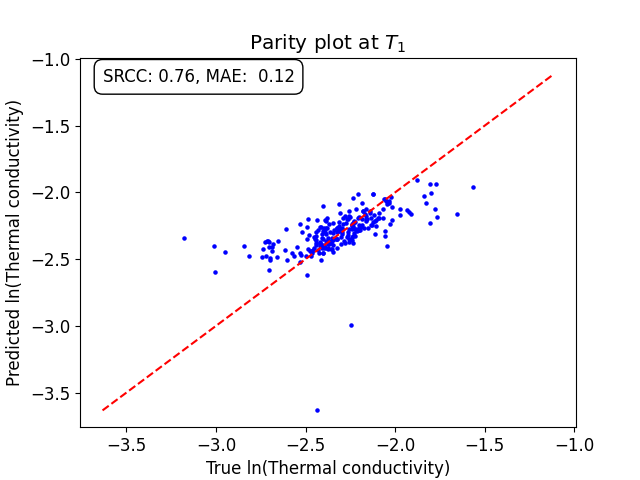 Parity plot at T₁
SRCC: 0.76, MAE:  0.12
Predicted ln(Thermal conductivity)
−1.0
−1.5
−2.0
−2.5
−3.0
−3.5
−3.5 −3.0 −2.5 −2.0 −1.5 −1.0
True ln(Thermal conductivity)